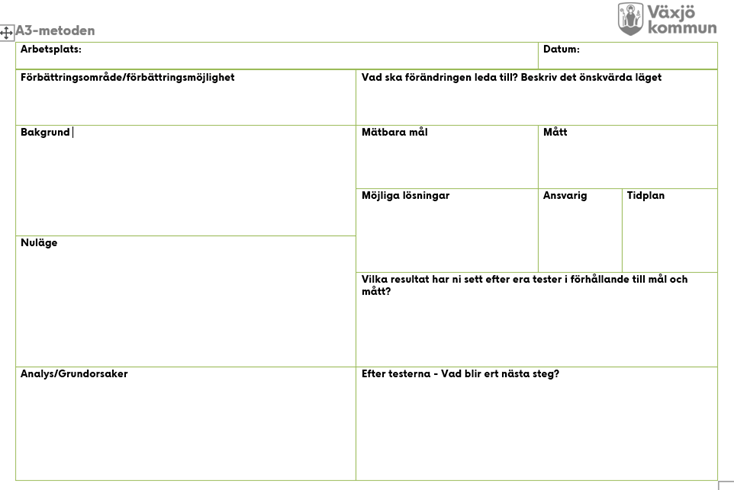 A3-metoden
Växjö
kommun
Arbetsplats:
Datum:
Förbättringsområde/förbättringsmöjlighet
Vad ska förändringen leda till? Beskriv det önskvärda läget
Bakgrund
Mätbara mål
Mått
Möjliga lösningar
Ansvarig
Tidplan
Nuläge
Vilka resultat har ni sett efter era tester i förhållande till mål och
mått?
Analys/Grundorsaker
Efter testerna - Vad blir ert nästa steg?